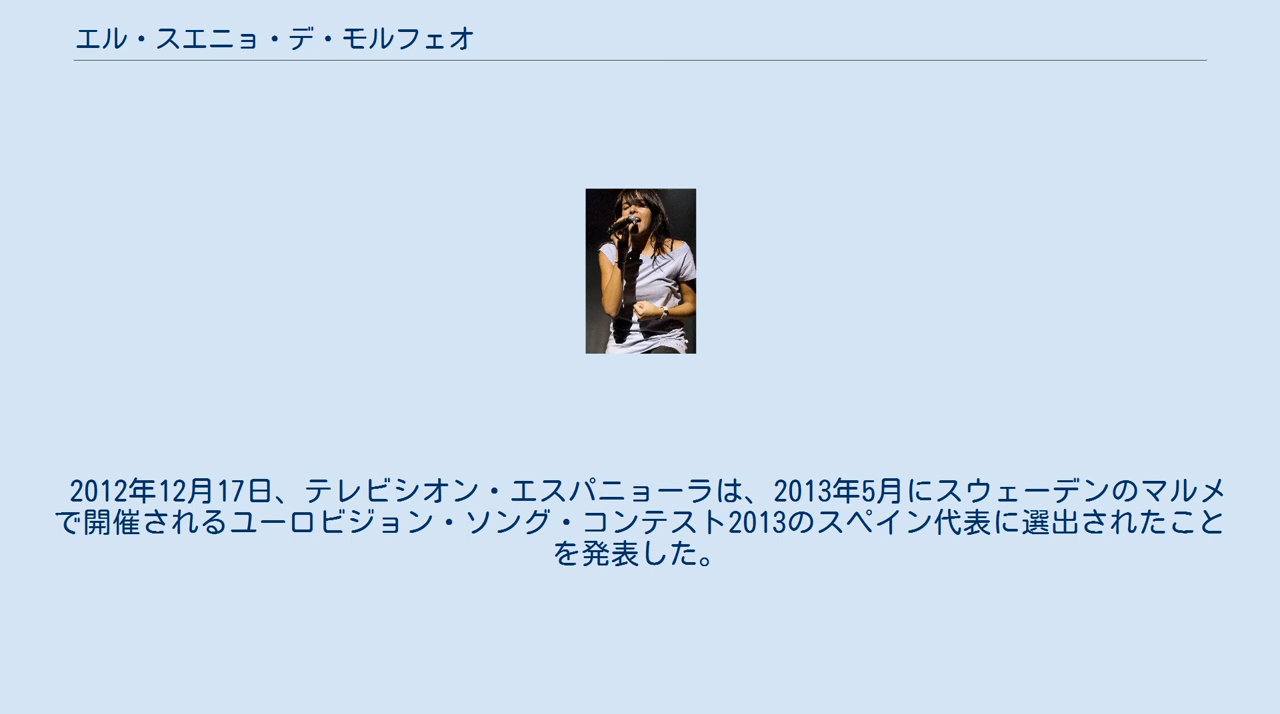 エル・スエニョ・デ・モルフェオ
2012年12月17日、テレビシオン・エスパニョーラは、2013年5月にスウェーデンのマルメ
で開催されるユーロビジョン・ソング・コンテスト2013のスペイン代表に選出されたこと
を発表した。